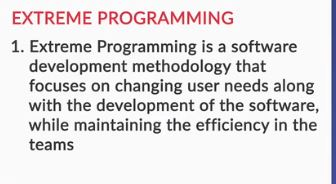 EXTREME PROGRAMMING
1. Extreme Programming is a software
development methodology that
focuses on changing user needs along
with the development of the software,
while maintaining the efficiency in the
teams